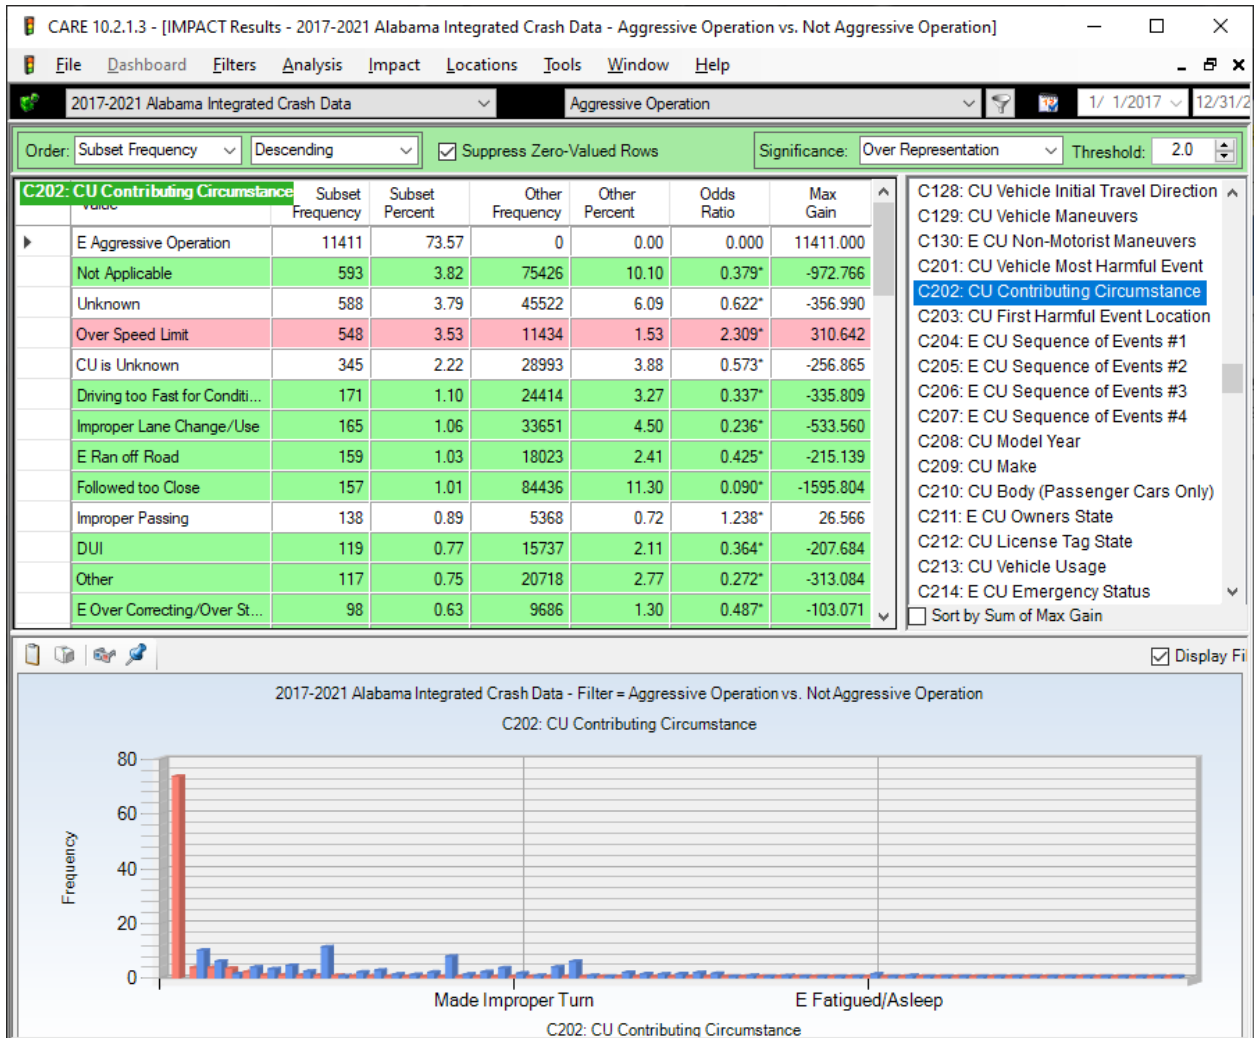 CARE 10.2.1.3 - [IMPACT Results - 2017-2021 Alabama Integrated Crash Data - Aggressive Operation vs. Not Aggressive Operation]
File Dashboard Filters Analysis Impact Locations Tools Window Help
2017-2021 Alabama Integrated Crash Data Aggressive Operation 1/ 1/2017 12/31/2
Order: Subset Frequency Descending Suppress Zero-Valued Rows Significance: Over Representation Threshold: 2.0
C202: CU Contributing Circumstance
Value Subset Frequency Subset Percent Other Frequency Other Percent Odds Ratio Max Gain
E Aggressive Operation 11411 73.57 0 0.00 0.000 11411.000
Not Applicable 593 3.82 75426 10.10 0.379* -972.766
Unknown 588 3.79 45522 6.09 0.622* -356.990
Over Speed Limit 548 3.53 11434 1.53 2.309* 310.642
CU is Unknown 345 2.22 28993 3.88 0.573* -256.865
Driving too Fast for Conditi... 171 1.10 24414 3.27 0.337* -335.809
Improper Lane Change/Use 165 1.06 33651 4.50 0.236* -533.560
E Ran off Road 159 1.03 18023 2.41 0.425* -215.139
Followed too Close 157 1.01 84436 11.30 0.090* -1595.804
Improper Passing 138 0.89 5368 0.72 1.238* 26.566
DUI 119 0.77 15737 2.11 0.364* -207.684
Other 117 0.75 20718 2.77 0.272* -313.084
E Over Correcting/Over St... 98 0.63 9686 1.30 0.487* -103.071
C128: CU Vehicle Initial Travel Direction
C129: CU Vehicle Maneuvers
C130: E CU Non-Motorist Maneuvers
C201: CU Vehicle Most Harmful Event
C202: CU Contributing Circumstance
C203: CU First Harmful Event Location
C204: E CU Sequence of Events #1
C205: E CU Sequence of Events #2
C206: E CU Sequence of Events #3
C207: E CU Sequence of Events #4
C208: CU Model Year
C209: CU Make
C210: CU Body (Passenger Cars Only)
C211: E CU Owners State
C212: CU License Tag State
C213: CU Vehicle Usage
C214: E CU Emergency Status
Sort by Sum of Max Gain
Display Fil
2017-2021 Alabama Integrated Crash Data - Filter = Aggressive Operation vs. Not Aggressive Operation
C202: CU Contributing Circumstance
Frequency
80
60
40
20
0
Made Improper Turn E Fatigued/Asleep
C202: CU Contributing Circumstance